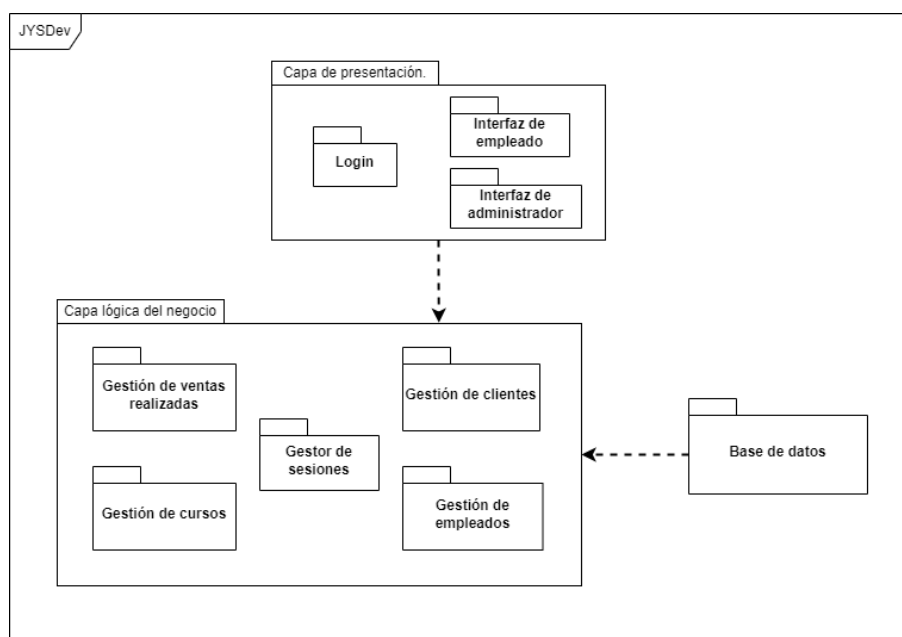 JYSDev
Capa de presentación.
Login
Interfaz de
empleado
Interfaz de
administrador
Capa lógica del negocio
Gestión de ventas
realizadas
Gestión de clientes
Gestor de
sesiones
Gestión de cursos
Gestión de
empleados
Base de datos